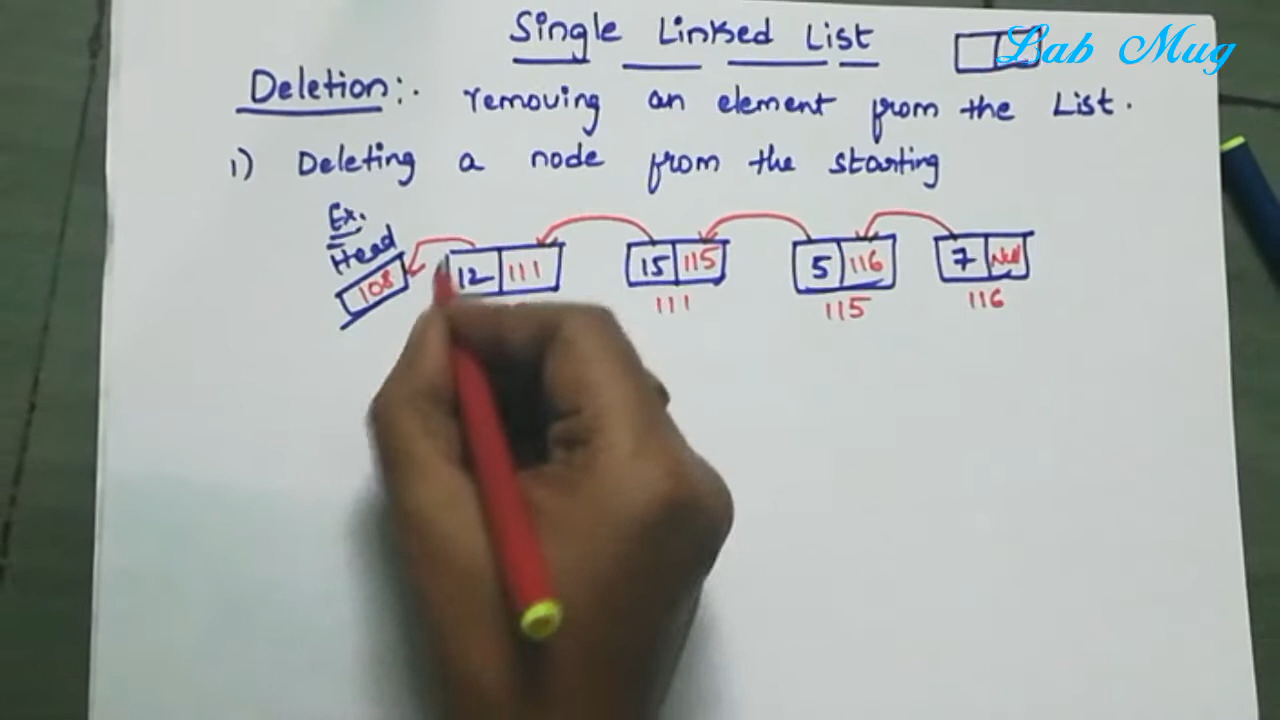 Single Linked List
Lab Mug
Deletion:. removing an element from the List.
1) Deleting a node from the starting
Ex.
Head
108
12 111 15 115 5 116 7 Null
111 115 116